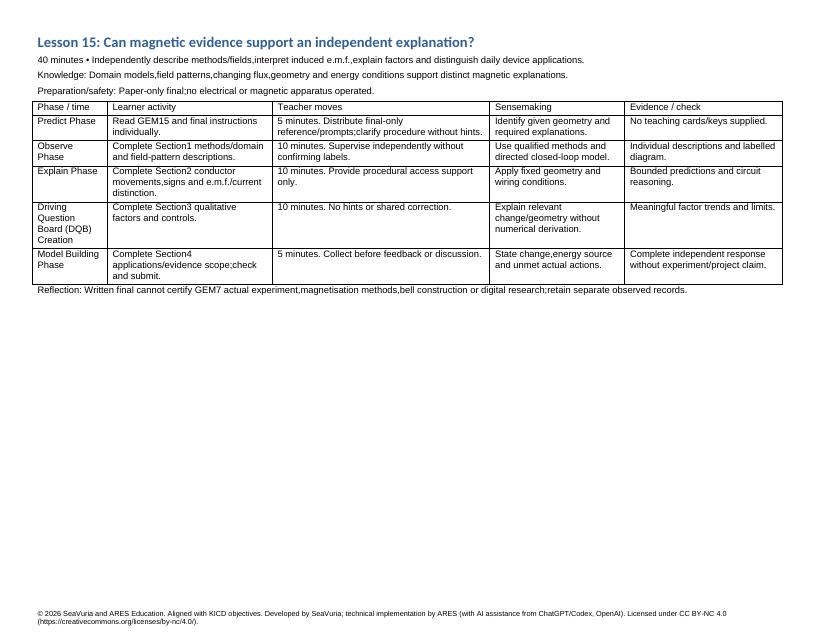 Lesson 15: Can magnetic evidence support an independent explanation?
40 minutes • Independently describe methods/fields,interpret induced e.m.f.,explain factors and distinguish daily device applications.
Knowledge: Domain models,field patterns,changing flux,geometry and energy conditions support distinct magnetic explanations.
Preparation/safety: Paper-only final;no electrical or magnetic apparatus operated.
Phase / time
Learner activity
Teacher moves
Sensemaking
Evidence / check
Predict Phase
Read GEM15 and final instructions
individually.
5 minutes. Distribute final-only
reference/prompts;clarify procedure without hints.
Identify given geometry and
required explanations.
No teaching cards/keys supplied.
Observe
Phase
Complete Section1 methods/domain
and field-pattern descriptions.
10 minutes. Supervise independently without
confirming labels.
Use qualified methods and
directed closed-loop model.
Individual descriptions and labelled
diagram.
Explain Phase
Complete Section2 conductor
movements,signs and e.m.f./current
distinction.
10 minutes. Provide procedural access support
only.
Apply fixed geometry and
wiring conditions.
Bounded predictions and circuit
reasoning.
Driving
Question
Board (DQB)
Creation
Complete Section3 qualitative
factors and controls.
10 minutes. No hints or shared correction.
Explain relevant
change/geometry without
numerical derivation.
Meaningful factor trends and limits.
Model Building
Phase
Complete Section4
applications/evidence scope;check
and submit.
5 minutes. Collect before feedback or discussion.
State change,energy source
and unmet actual actions.
Complete independent response
without experiment/project claim.
Reflection: Written final cannot certify GEM7 actual experiment,magnetisation methods,bell construction or digital research;retain separate observed records.
© 2026 SeaVuria and ARES Education. Aligned with KICD objectives. Developed by SeaVuria; technical implementation by ARES (with AI assistance from ChatGPT/Codex, OpenAI). Licensed under CC BY-NC 4.0
(https://creativecommons.org/licenses/by-nc/4.0/).